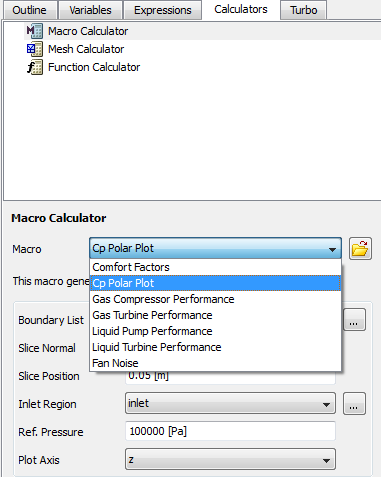 Outline Variables Expressions Calculators Turbo
Macro Calculator
Mesh Calculator
Function Calculator
Macro Calculator
Macro Cp Polar Plot
Comfort Factors
This macro gene Cp Polar Plot
Gas Compressor Performance
Gas Turbine Performance
Boundary List ...
Liquid Pump Performance
Slice Normal Liquid Turbine Performance
Fan Noise
Slice Position 0.05 [m]
Inlet Region inlet ...
Ref. Pressure 100000 [Pa]
Plot Axis z